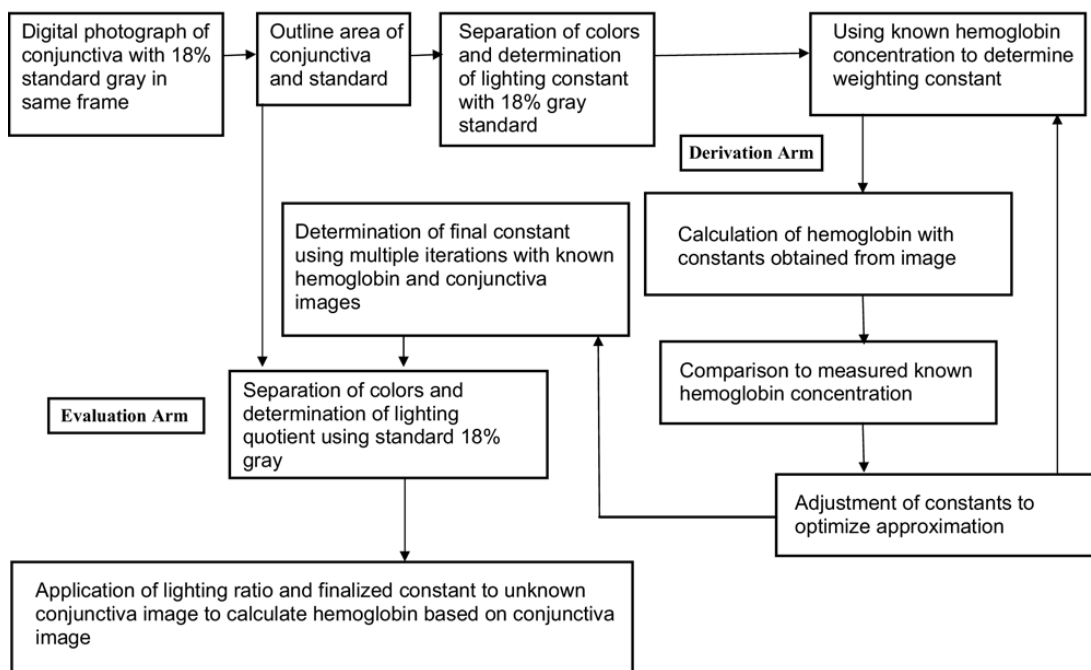 Digital photograph of
conjunctiva with 18%
standard gray in
same frame
Outline area of
conjunctiva
and standard
Separation of colors
and determination
of lighting constant
with 18% gray
standard
Using known hemoglobin
concentration to determine
weighting constant
Derivation Arm
Calculation of hemoglobin with
constants obtained from image
Comparison to measured known
hemoglobin concentration
Adjustment of constants to
optimize approximation
Determination of final constant
using multiple iterations with known
hemoglobin and conjunctiva
images
Evaluation Arm
Separation of colors and
determination of lighting
quotient using standard 18%
gray
Application of lighting ratio and finalized constant to unknown
conjunctiva image to calculate hemoglobin based on conjunctiva
image